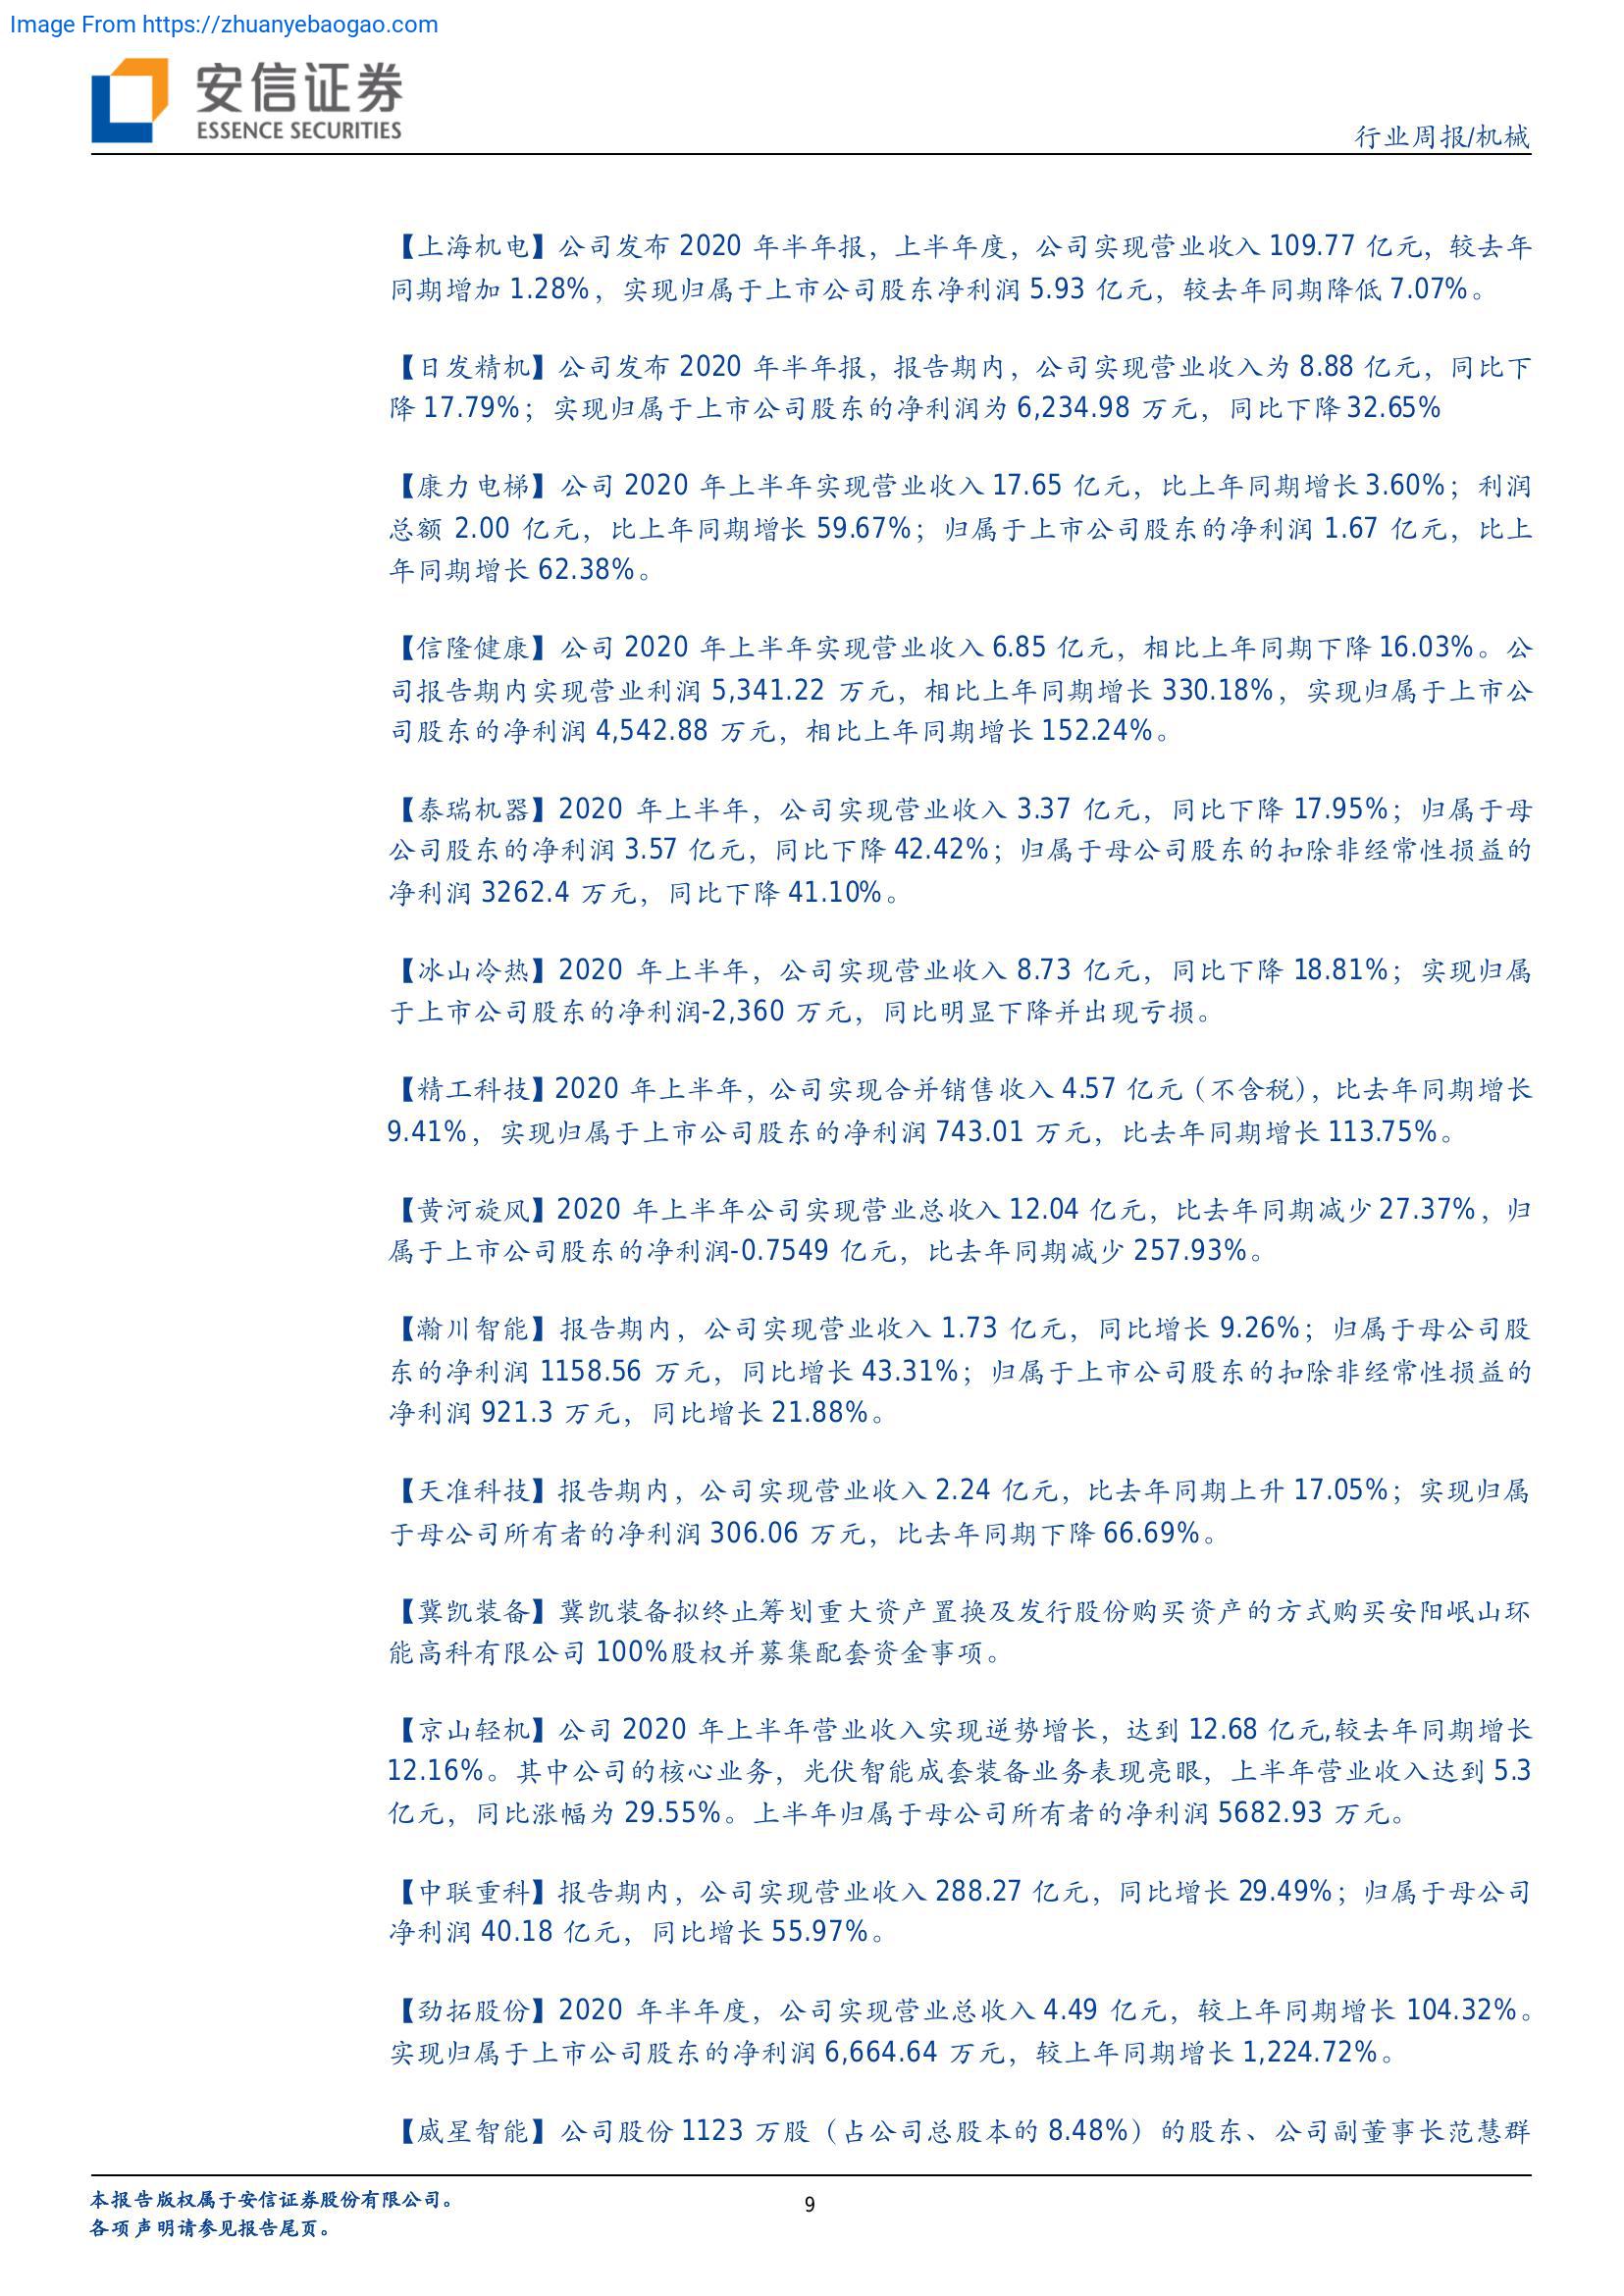 Image From https://zhuanyebaogao.com
安信证券
ESSENCE SECURITIES
行业周报/机械
【上海机电】公司发布 2020 年半年报，上半年度，公司实现营业收入 109.77 亿元，较去年
同期增加 1.28%，实现归属于上市公司股东净利润 5.93 亿元，较去年同期降低 7.07%。
【日发精机】公司发布 2020 年半年报，报告期内，公司实现营业收入为 8.88 亿元，同比下
降 17.79%；实现归属于上市公司股东的净利润为 6,234.98 万元，同比下降 32.65%
【康力电梯】公司 2020 年上半年实现营业收入 17.65 亿元，比上年同期增长 3.60%；利润
总额 2.00 亿元，比上年同期增长 59.67%；归属于上市公司股东的净利润 1.67 亿元，比上
年同期增长 62.38%。
【信隆健康】公司 2020 年上半年实现营业收入 6.85 亿元，相比上年同期下降 16.03%。公
司报告期内实现营业利润 5,341.22 万元，相比上年同期增长 330.18%，实现归属于上市公
司股东的净利润 4,542.88 万元，相比上年同期增长 152.24%。
【泰瑞机器】2020 年上半年，公司实现营业收入 3.37 亿元，同比下降 17.95%；归属于母
公司股东的净利润 3.57 亿元，同比下降 42.42%；归属于母公司股东的扣除非经常性损益的
净利润 3262.4 万元，同比下降 41.10%。
【冰山冷热】2020 年上半年，公司实现营业收入 8.73 亿元，同比下降 18.81%；实现归属
于上市公司股东的净利润-2,360 万元，同比明显下降并出现亏损。
【精工科技】2020 年上半年，公司实现合并销售收入 4.57 亿元（不含税），比去年同期增长
9.41%，实现归属于上市公司股东的净利润 743.01 万元，比去年同期增长 113.75%。
【黄河旋风】2020 年上半年公司实现营业总收入 12.04 亿元，比去年同期减少 27.37%，归
属于上市公司股东的净利润-0.7549 亿元，比去年同期减少 257.93%。
【瀚川智能】报告期内，公司实现营业收入 1.73 亿元，同比增长 9.26%；归属于母公司股
东的净利润 1158.56 万元，同比增长 43.31%；归属于上市公司股东的扣除非经常性损益的
净利润 921.3 万元，同比增长 21.88%。
【天准科技】报告期内，公司实现营业收入 2.24 亿元，比去年同期上升 17.05%；实现归属
于母公司所有者的净利润 306.06 万元，比去年同期下降 66.69%。
【冀凯装备】冀凯装备拟终止筹划重大资产置换及发行股份购买资产的方式购买安阳岷山环
能高科有限公司 100%股权并募集配套资金事项。
【京山轻机】公司 2020 年上半年营业收入实现逆势增长，达到 12.68 亿元,较去年同期增长
12.16%。其中公司的核心业务，光伏智能成套装备业务表现亮眼，上半年营业收入达到 5.3
亿元，同比涨幅为 29.55%。上半年归属于母公司所有者的净利润 5682.93 万元。
【中联重科】报告期内，公司实现营业收入 288.27 亿元，同比增长 29.49%；归属于母公司
净利润 40.18 亿元，同比增长 55.97%。
【劲拓股份】2020 年半年度，公司实现营业总收入 4.49 亿元，较上年同期增长 104.32%。
实现归属于上市公司股东的净利润 6,664.64 万元，较上年同期增长 1,224.72%。
【威星智能】公司股份 1123 万股（占公司总股本的 8.48%）的股东、公司副董事长范慧群
本报告版权属于安信证券股份有限公司。
各项声明请参见报告尾页。
9